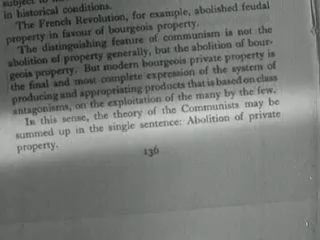 subject to
in historical conditions.
The French Revolution, for example, abolished feudal
property in favour of bourgeois property.
The distinguishing feature of communism is not the
abolition of property generally, but the abolition of bour-
geois property. But modern bourgeois private property is
the final and most complete expression of the system of
producing and appropriating products that is based on class
antagonisms, on the exploitation of the many by the few.
In this sense, the theory of the Communists may be
summed up in the single sentence: Abolition of private
property.
136